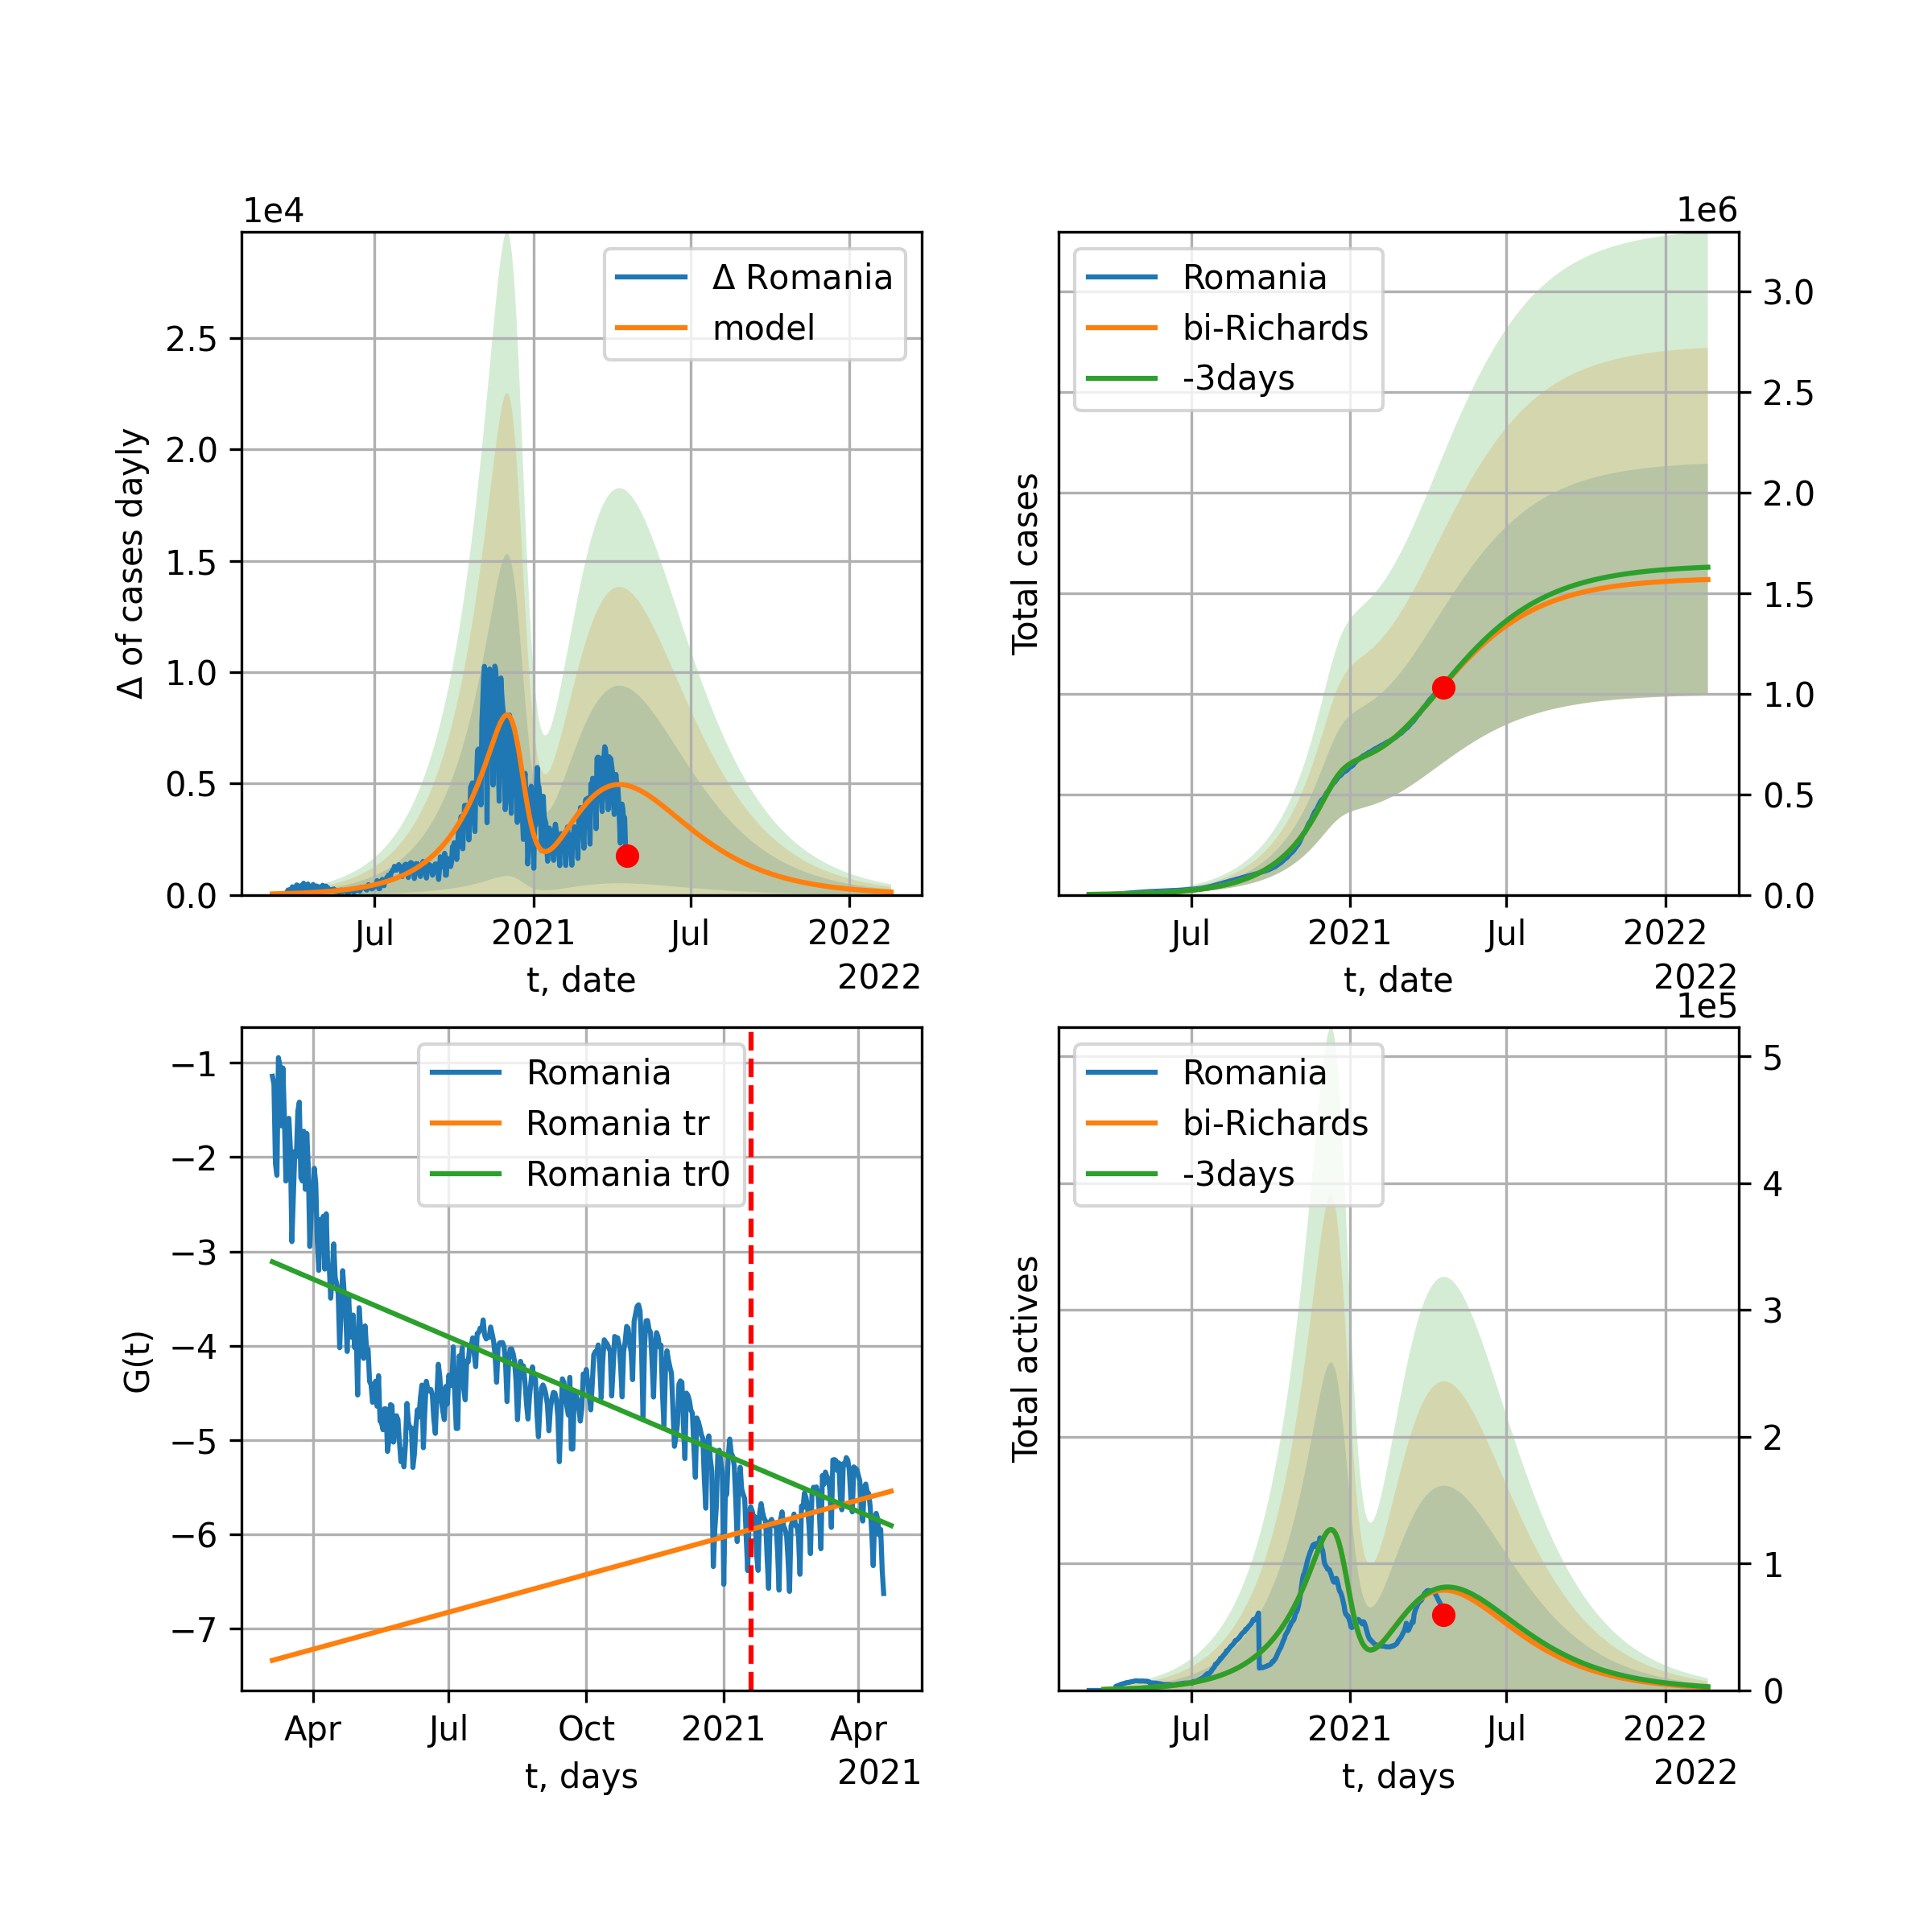 1e4
Δ Romania
model
2.5
2.0
1.5
1.0
0.5
0.0
Δ of cases dayly
Jul
2021
Jul
2022
t, date
2022
1e6
Romania
bi-Richards
-3days
3.0
2.5
2.0
1.5
1.0
0.5
0.0
Total cases
Jul
2021
Jul
2022
t, date
2022
Romania
Romania tr
Romania tr0
−1
−2
−3
−4
−5
−6
−7
G(t)
Apr
Jul
Oct
2021
Apr
t, days
2021
1e5
Romania
bi-Richards
-3days
5
4
3
2
1
0
Total actives
Jul
2021
Jul
2022
t, days
2022